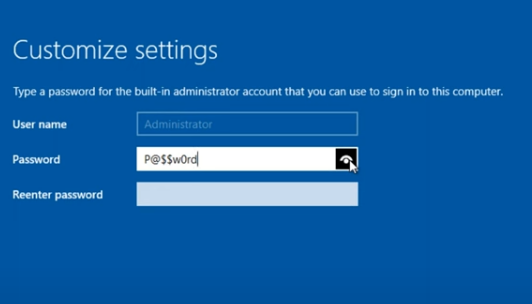 Customize settings
Type a password for the built-in administrator account that you can use to sign in to this computer.
User name
Administrator
Password
P@$$w0rd
Reenter password